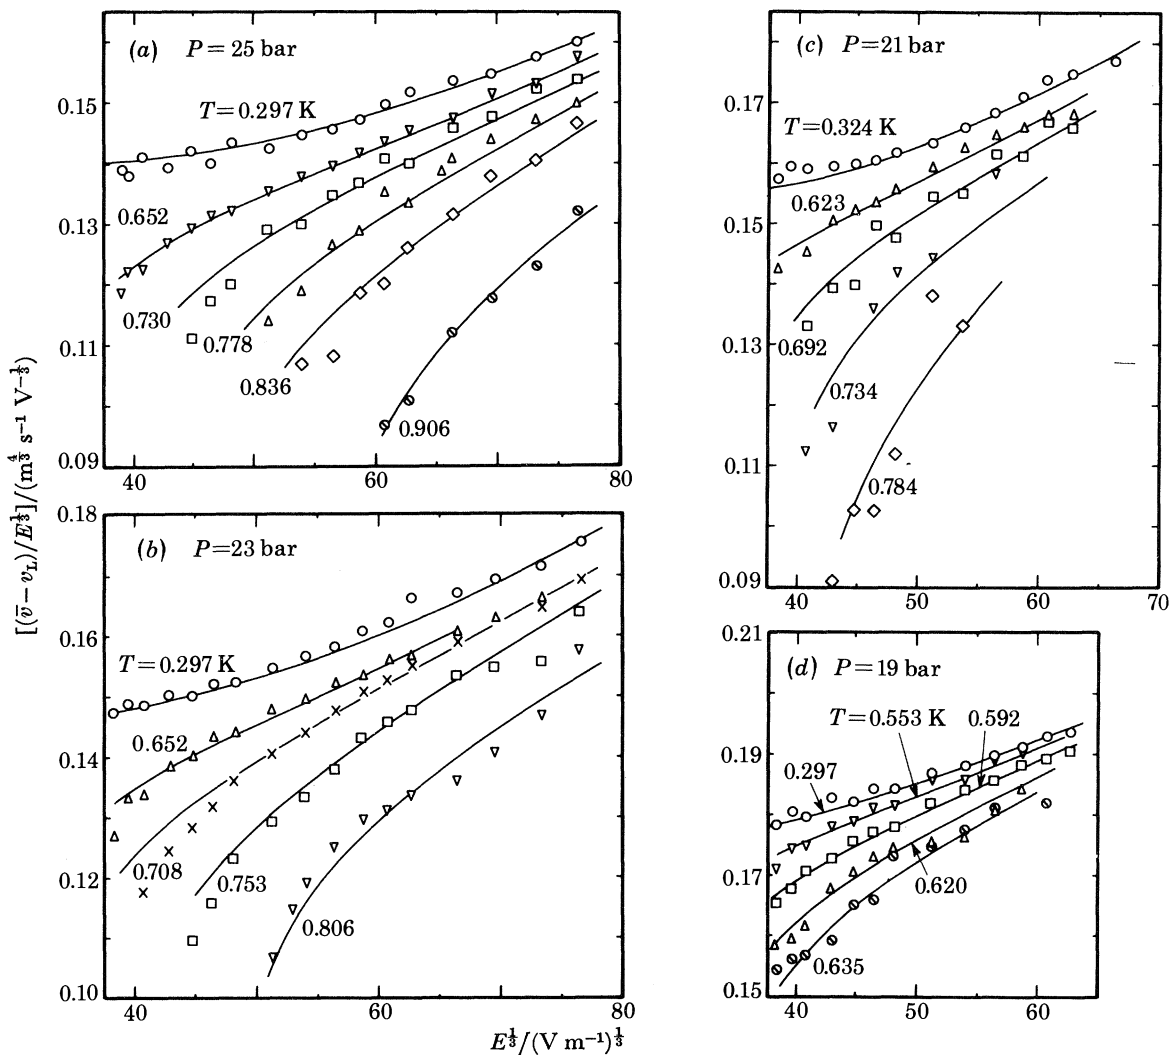 (a) P = 25 bar
T = 0.297 K
0.652
0.730
0.778
0.836
0.906
0.15
0.13
0.11
0.09
40 60 80
[(v̅ − v_L)/E^{1/3}]/(m^{4/3} s^{−1} V^{−1/3})
(b) P=23 bar
T=0.297 K
0.652
0.708
0.753
0.806
0.18
0.16
0.14
0.12
0.10
40 60 80
E^{1/3}/(V m^{−1})^{1/3}
(c) P=21 bar
T=0.324 K
0.623
0.692
0.734
0.784
0.17
0.15
0.13
0.11
0.09
40 50 60 70
(d) P=19 bar
T=0.553 K 0.592
0.297
0.620
0.635
0.21
0.19
0.17
0.15
40 50 60